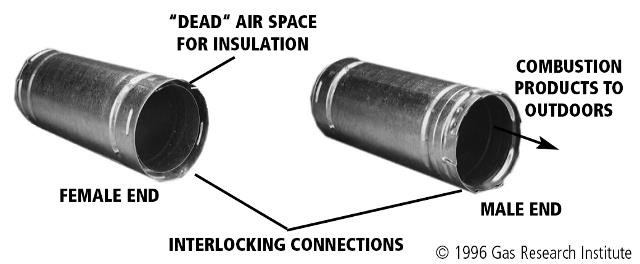 “DEAD“ AIR SPACE
FOR INSULATION
COMBUSTION
PRODUCTS TO
OUTDOORS
FEMALE END
MALE END
INTERLOCKING CONNECTIONS
© 1996 Gas Research Institute